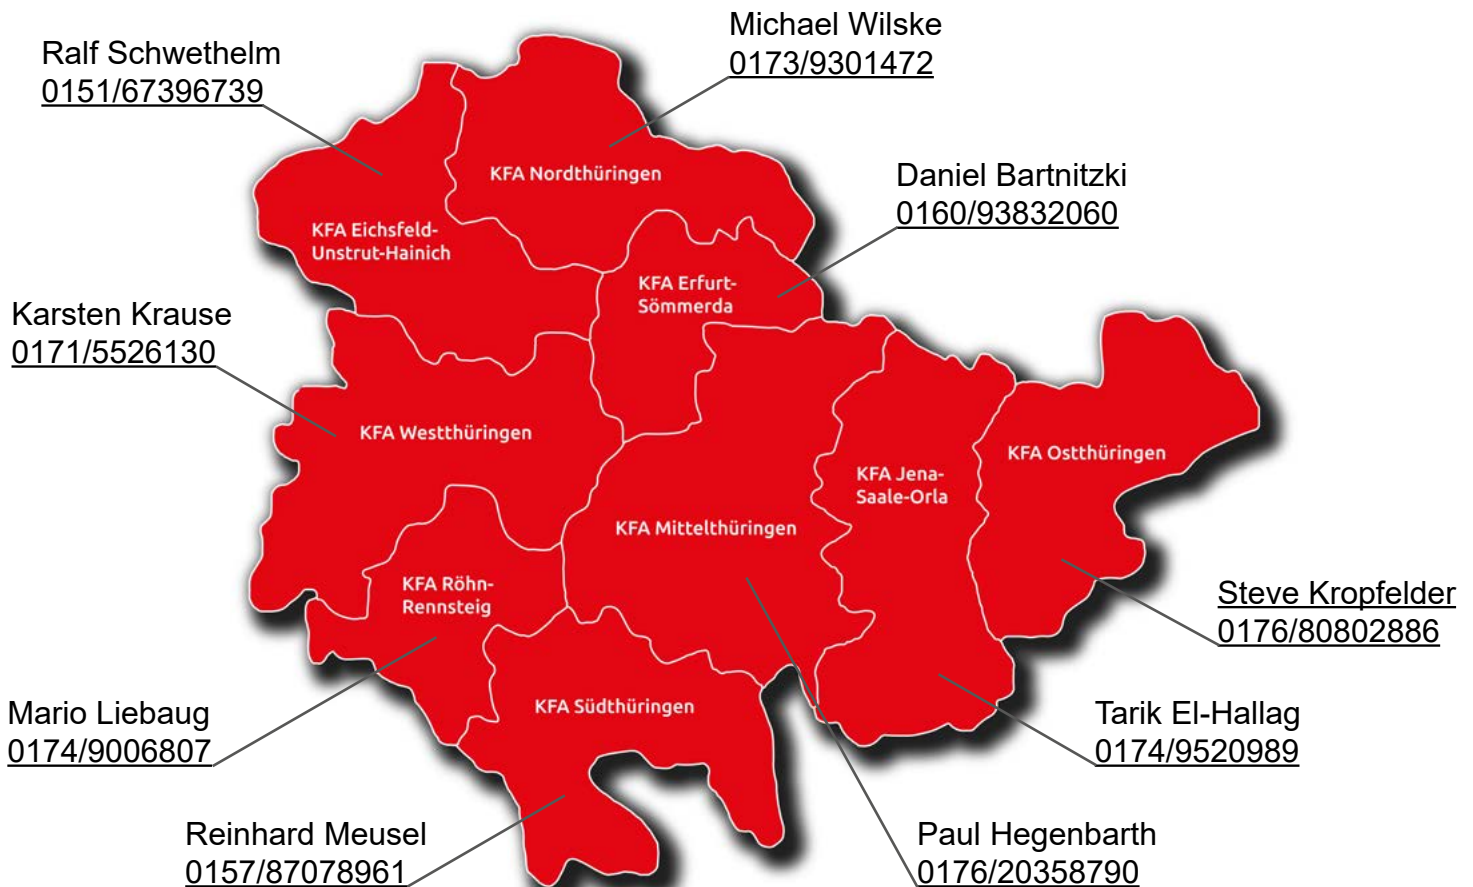 Michael Wilske
0173/9301472
Ralf Schwethelm
0151/67396739
KFA Nordthüringen
Daniel Bartnitzki
0160/93832060
KFA Eichsfeld-
Unstrut-Hainich
KFA Erfurt-
Sömmerda
Karsten Krause
0171/5526130
KFA Westthüringen
KFA Ostthüringen
KFA Jena-
Saale-Orla
KFA Mittelthüringen
KFA Röhn-
Rennsteig
Steve Kropfelder
0176/80802886
KFA Südthüringen
Mario Liebaug
0174/9006807
Tarik El-Hallag
0174/9520989
Reinhard Meusel
0157/87078961
Paul Hegenbarth
0176/20358790